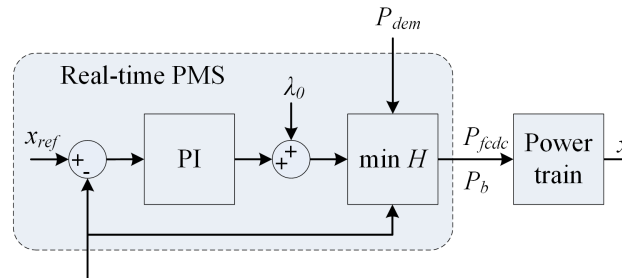 P_dem
Real-time PMS
λ_0
x_ref
+
-
PI
+
+
min H
P_fcdc
P_b
Power
train
x